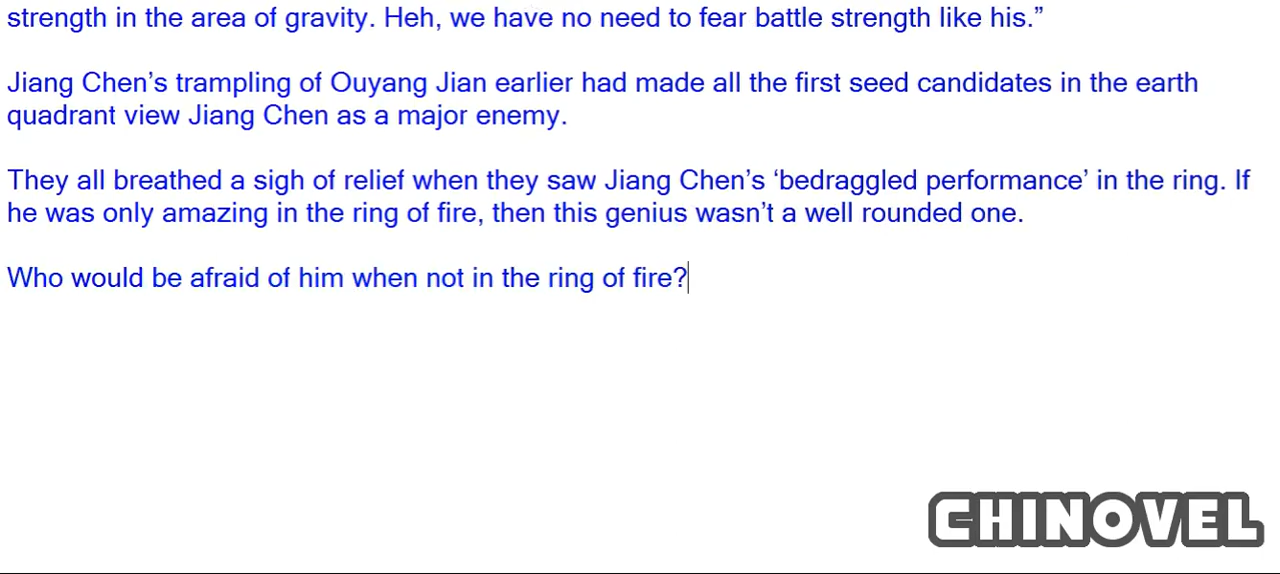 strength in the area of gravity. Heh, we have no need to fear battle strength like his.”
Jiang Chen’s trampling of Ouyang Jian earlier had made all the first seed candidates in the earth
quadrant view Jiang Chen as a major enemy.
They all breathed a sigh of relief when they saw Jiang Chen’s ‘bedraggled performance’ in the ring. If
he was only amazing in the ring of fire, then this genius wasn’t a well rounded one.
Who would be afraid of him when not in the ring of fire?
CHINOVEL